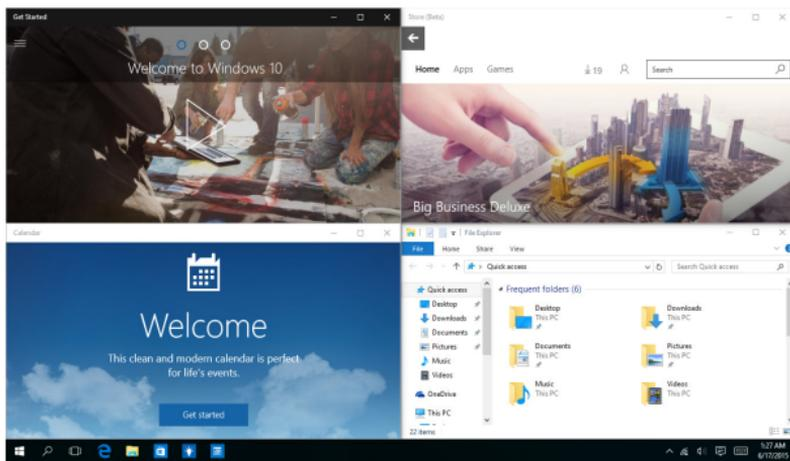 Get Started
Welcome to Windows 10
Store (Beta)
Home Apps Games
19
Search
Big Business Deluxe
Calendar
Welcome
This clean and modern calendar is perfect
for life's events.
Get started
File Explorer
File Home Share View
Quick access
Search Quick access
Quick access
Desktop
Downloads
Documents
Pictures
Music
Videos
OneDrive
This PC
Frequent folders (6)
Desktop
This PC
Downloads
This PC
Documents
This PC
Pictures
This PC
Music
This PC
Videos
This PC
22 items
5:27 AM
6/17/2015